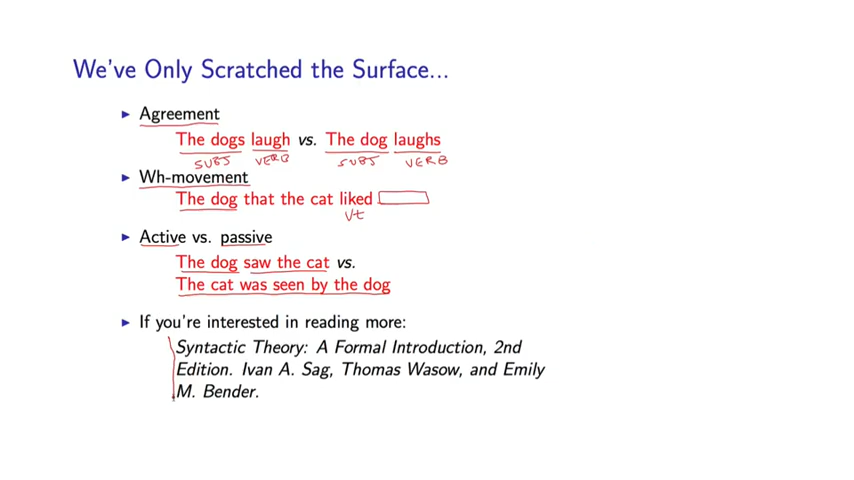 We've Only Scratched the Surface...
▶ Agreement
The dogs laugh vs. The dog laughs
SUBJ VERB SUBJ VERB
▶ Wh-movement
The dog that the cat liked
Vt
▶ Active vs. passive
The dog saw the cat vs.
The cat was seen by the dog
▶ If you're interested in reading more:
Syntactic Theory: A Formal Introduction, 2nd
Edition. Ivan A. Sag, Thomas Wasow, and Emily
M. Bender.